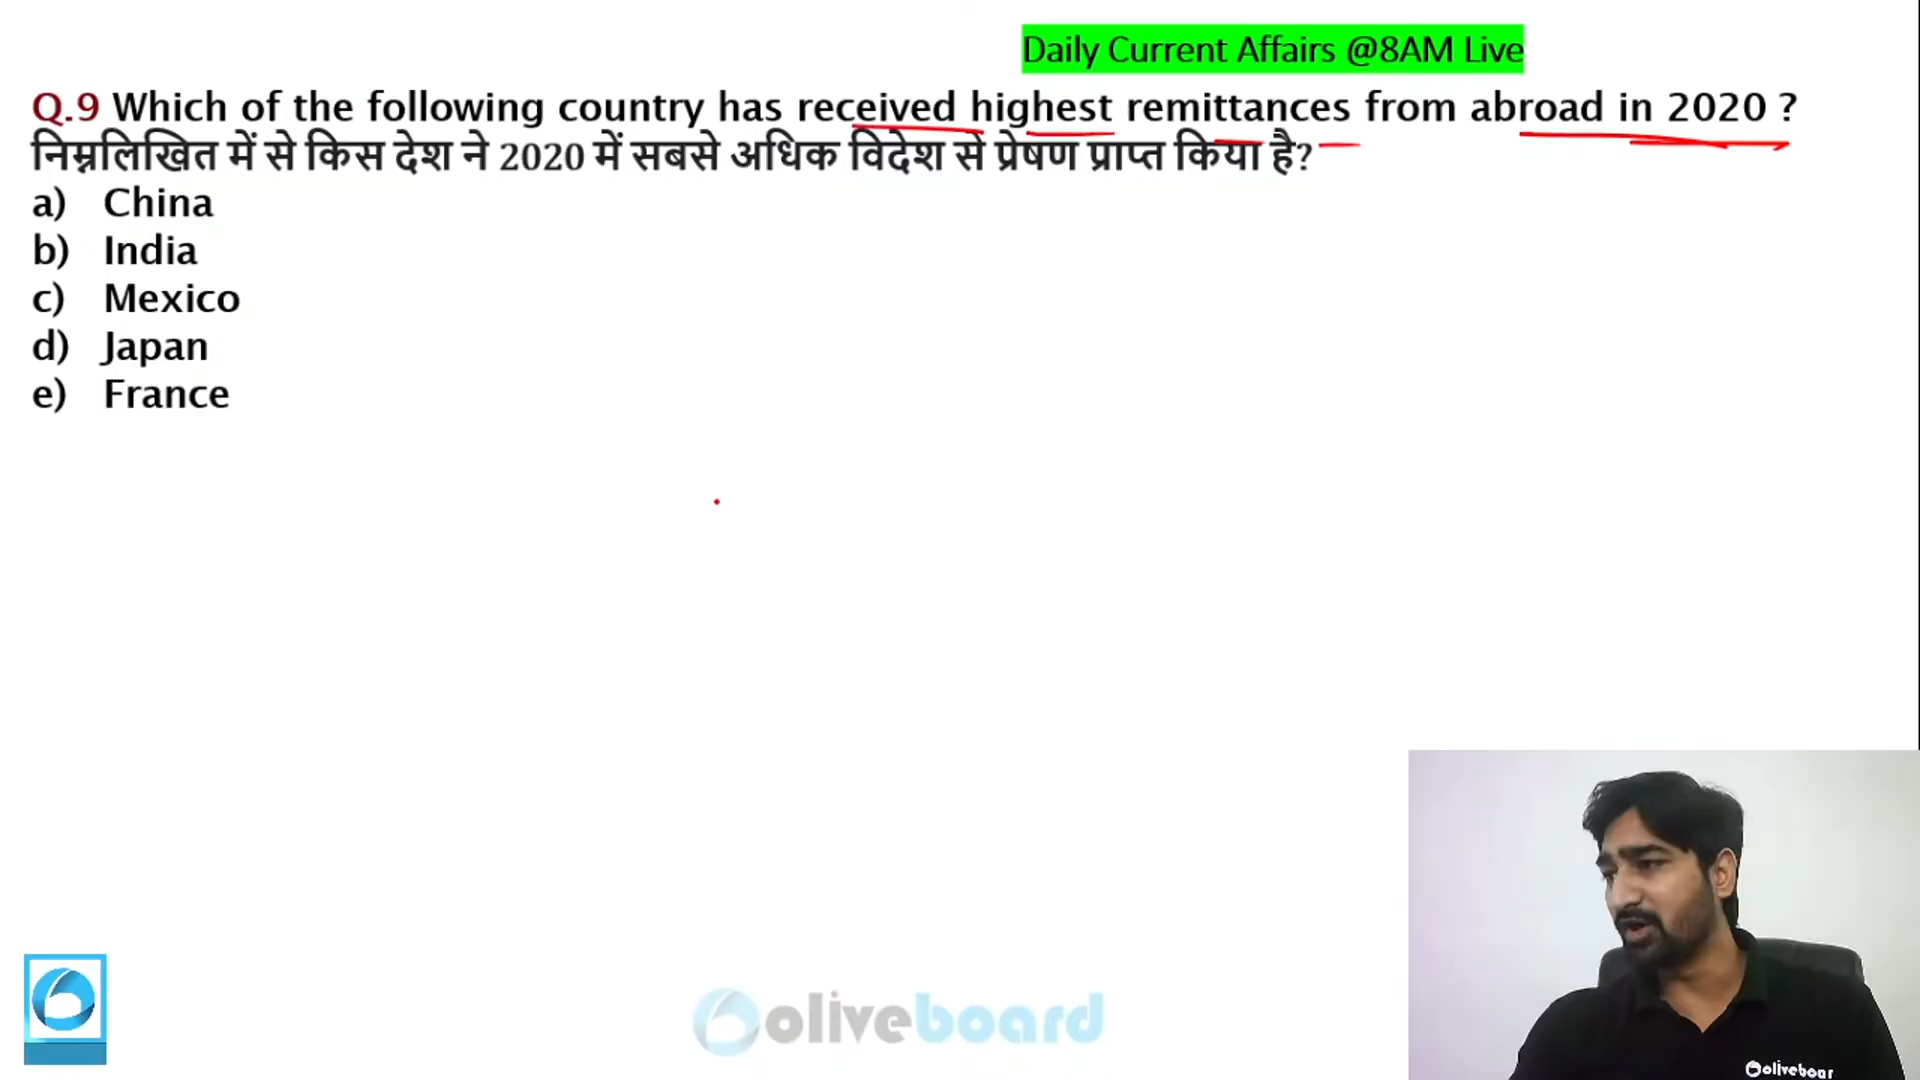 Daily Current Affairs @8AM Live
Q.9 Which of the following country has received highest remittances from abroad in 2020 ?
निम्नलिखित में से किस देश ने 2020 में सबसे अधिक विदेश से प्रेषण प्राप्त किया है?
a) China
b) India
c) Mexico
d) Japan
e) France
oliveboard
oliveboar